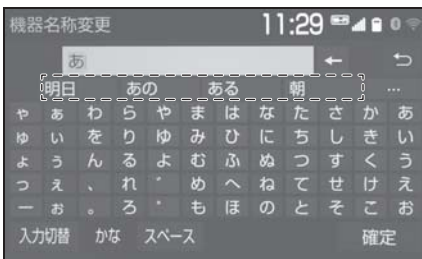 機器名称変更 11:29
あ
明日 あの ある 朝 …
ゃ ぁ わ ら や ま は な た さ か あ
ゅ ぃ を り ゆ み ひ に ち し き い
ょ ぅ ん る よ む ふ ぬ つ す く う
っ ぇ 、 れ ゛ め へ ね て せ け え
ー ぉ 。 ろ ゜ も ほ の と そ こ お
入力切替 かな スペース 確定